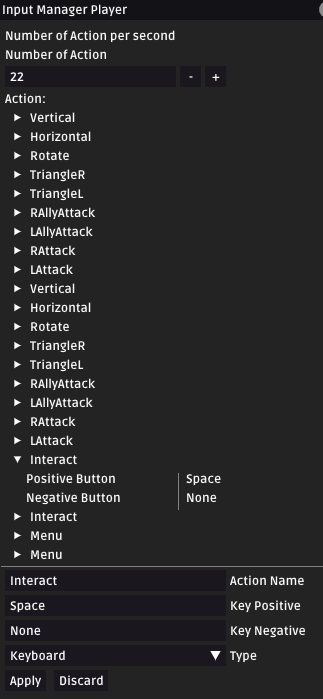 Input Manager Player
Number of Action per second
Number of Action
22 - +
Action:
Vertical
Horizontal
Rotate
TriangleR
TriangleL
RAllyAttack
LAllyAttack
RAttack
LAttack
Vertical
Horizontal
Rotate
TriangleR
TriangleL
RAllyAttack
LAllyAttack
RAttack
LAttack
Interact
Positive Button Space
Negative Button None
Interact
Menu
Menu
Interact Action Name
Space Key Positive
None Key Negative
Keyboard Type
Apply Discard